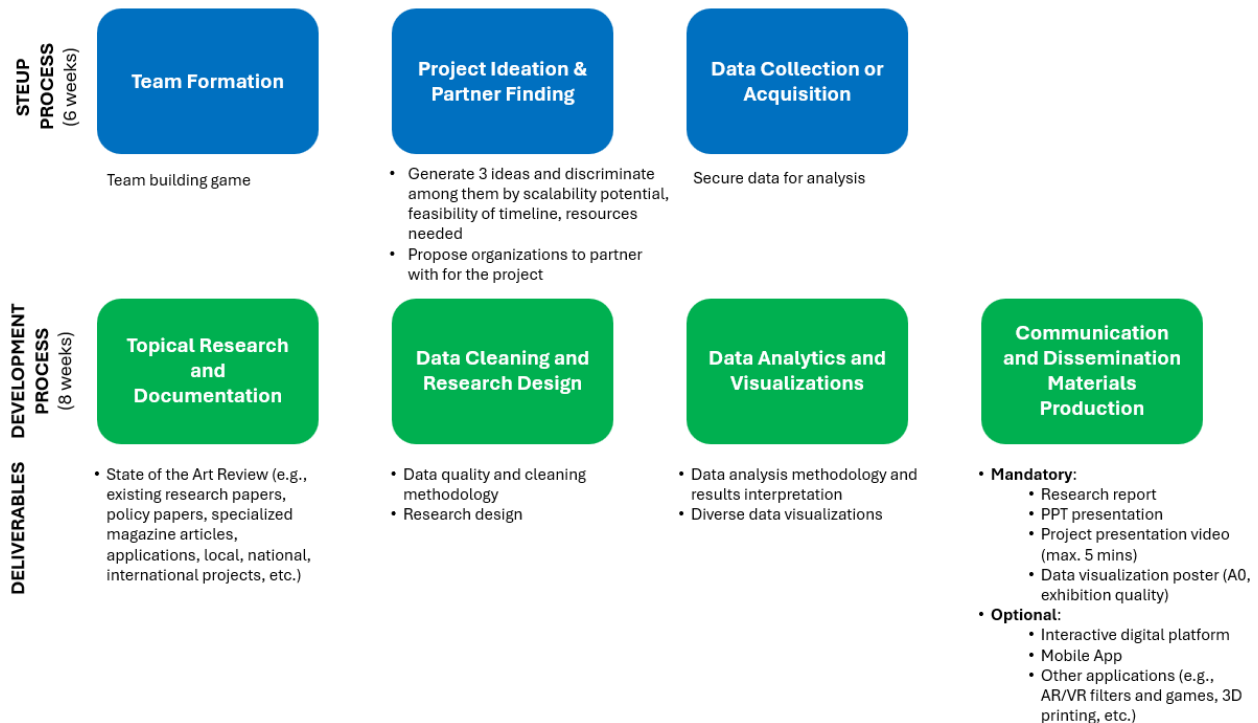 STEUP
PROCESS
(6 weeks)
Team Formation
Project Ideation &
Partner Finding
Data Collection or
Acquisition
Team building game
• Generate 3 ideas and discriminate
among them by scalability potential,
feasibility of timeline, resources
needed
• Propose organizations to partner
with for the project
Secure data for analysis
DEVELOPMENT
PROCESS
(8 weeks)
Topical Research
and
Documentation
Data Cleaning and
Research Design
Data Analytics and
Visualizations
Communication
and Dissemination
Materials
Production
DELIVERABLES
• State of the Art Review (e.g.,
existing research papers,
policy papers, specialized
magazine articles,
applications, local, national,
international projects, etc.)
• Data quality and cleaning
methodology
• Research design
• Data analysis methodology and
results interpretation
• Diverse data visualizations
• Mandatory:
• Research report
• PPT presentation
• Project presentation video
(max. 5 mins)
• Data visualization poster (A0,
exhibition quality)
• Optional:
• Interactive digital platform
• Mobile App
• Other applications (e.g.,
AR/VR filters and games, 3D
printing, etc.)